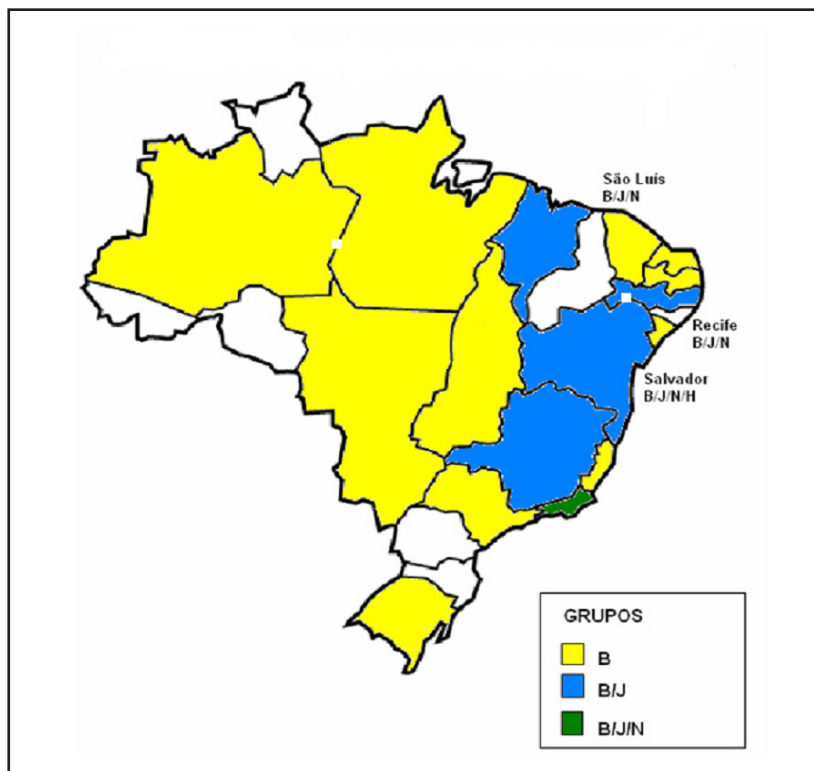 São Luís
B/J/N
Recife
B/J/N
Salvador
B/J/N/H
GRUPOS
B
B/J
B/J/N